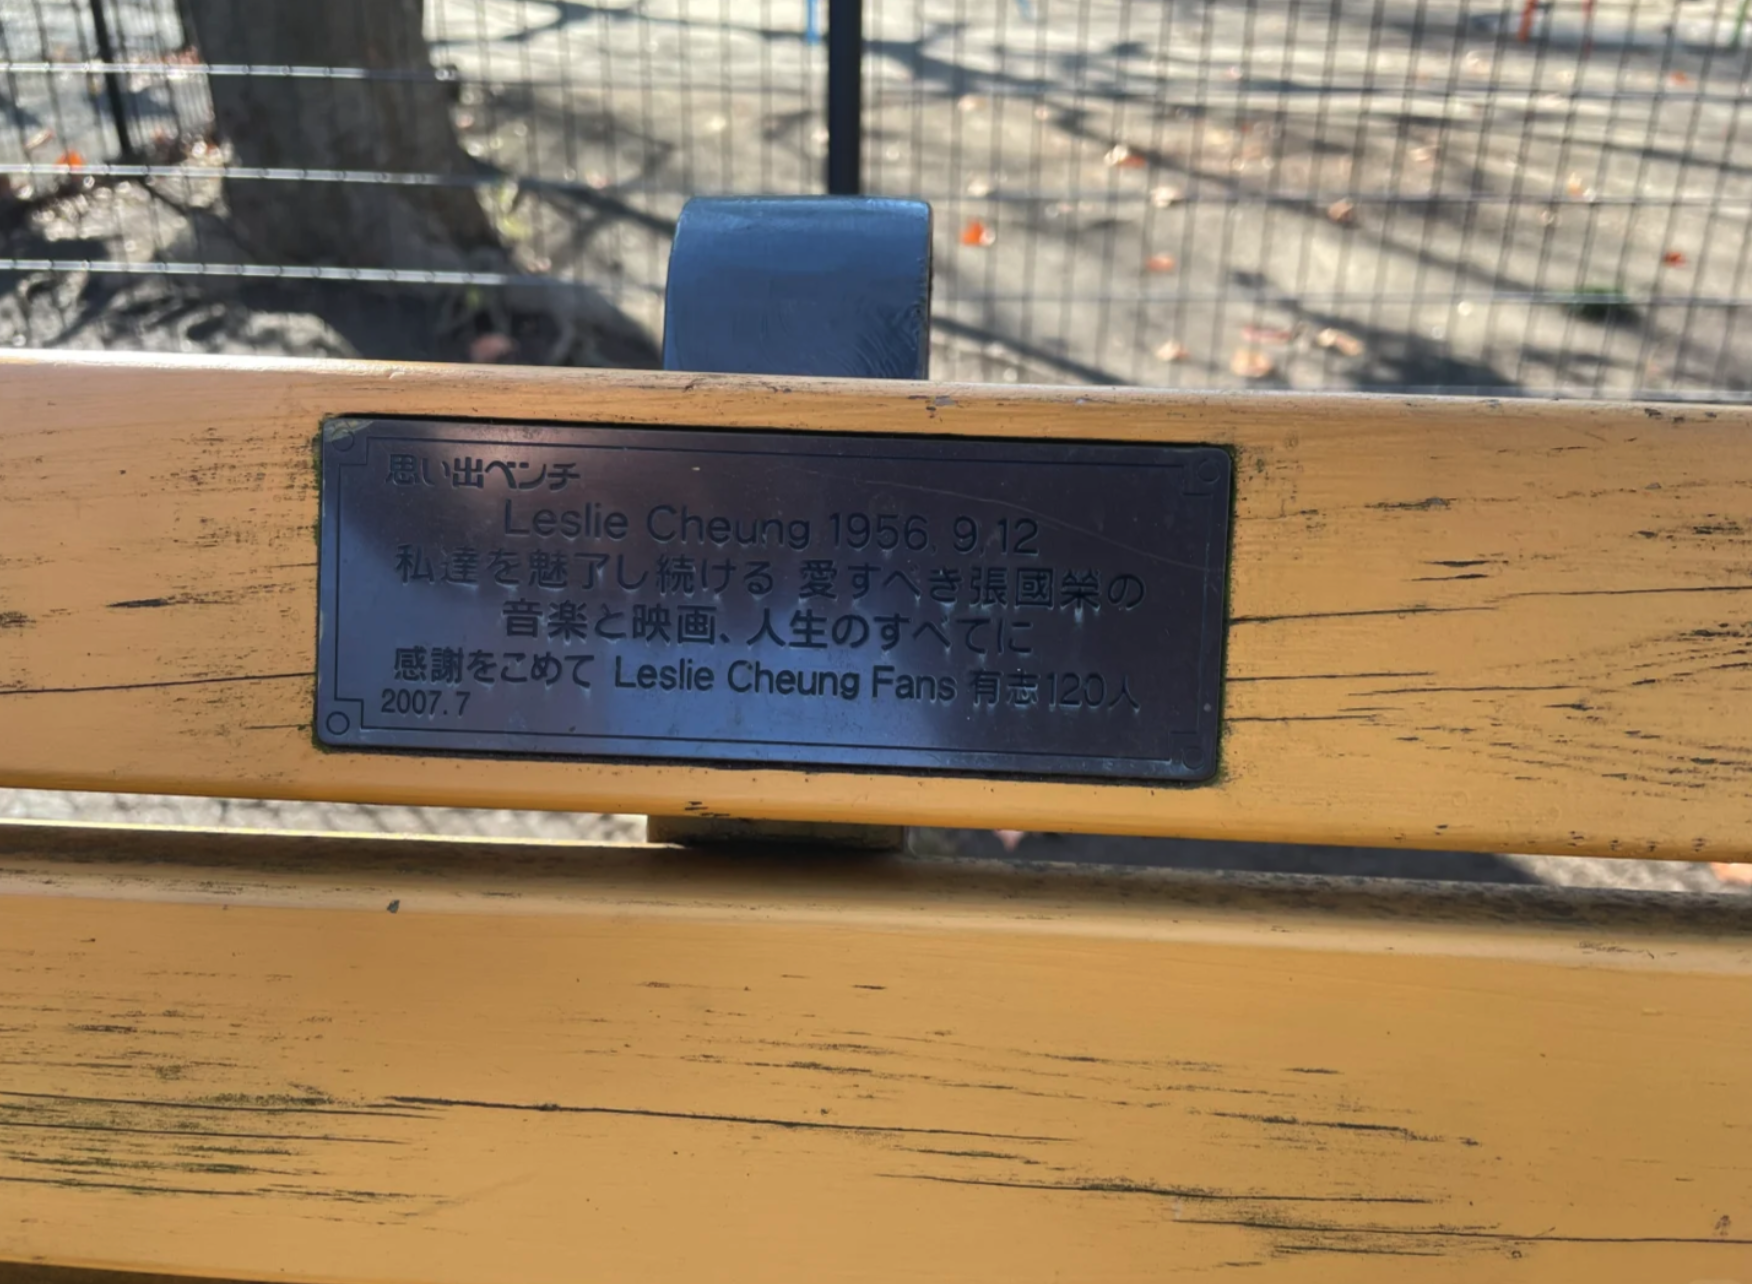 思い出ベンチ
Leslie Cheung 1956.9.12
私達を魅了し続ける 愛すべき張國榮の
音楽と映画、人生のすべてに
感謝をこめて Leslie Cheung Fans 有志120人
2007.7